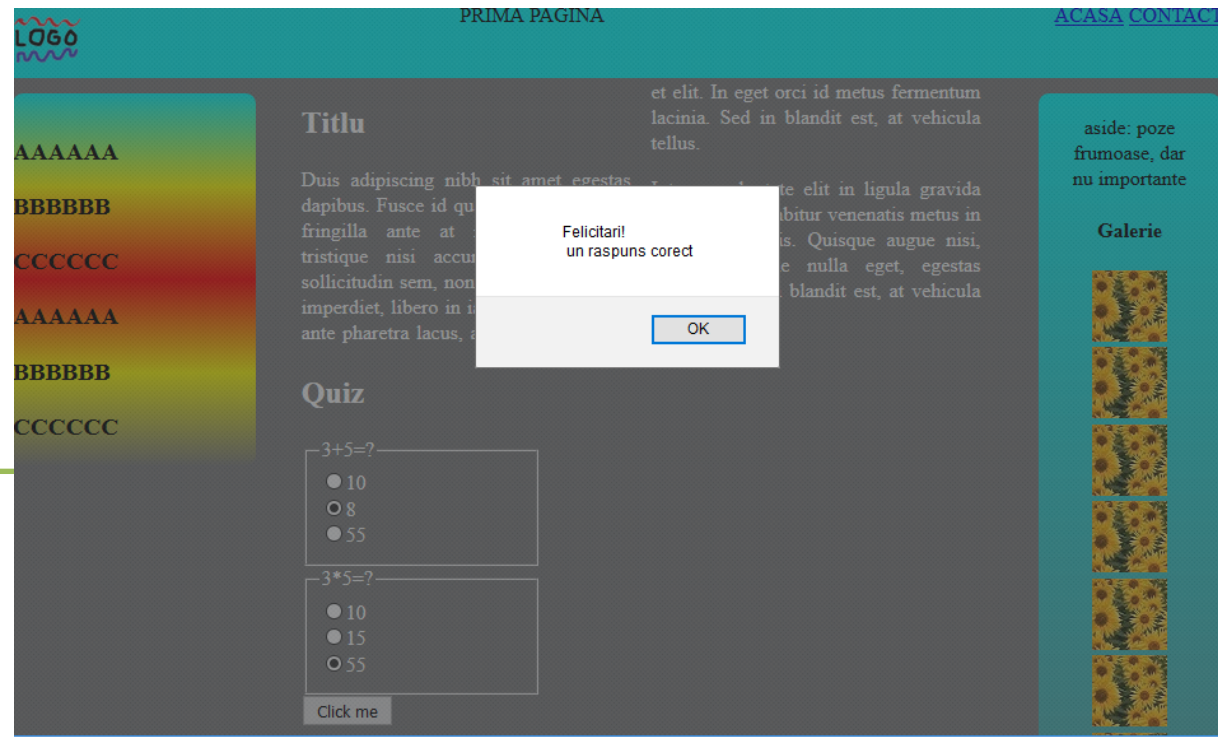 LOGO
PRIMA PAGINA
ACASA CONTACT
AAAAAA
BBBBBB
CCCCCC
AAAAAA
BBBBBB
CCCCCC
Titlu
Duis adipiscing nibh sit amet egestas
dapibus. Fusce id qu
fringilla ante at
tristique nisi accu
sollicitudin sem, non
imperdiet, libero in
ante pharetra lacus,
Quiz
3+5=?
10
8
55
3*5=?
10
15
55
Click me
et elit. In eget orci id metus fermentum
lacinia. Sed in blandit est, at vehicula
tellus.
elit in ligula gravida
venenatis metus in
Quisque augue nisi,
nulla eget, egestas
blandit est, at vehicula
Felicitari!
un raspuns corect
OK
aside: poze
frumoase, dar
nu importante
Galerie